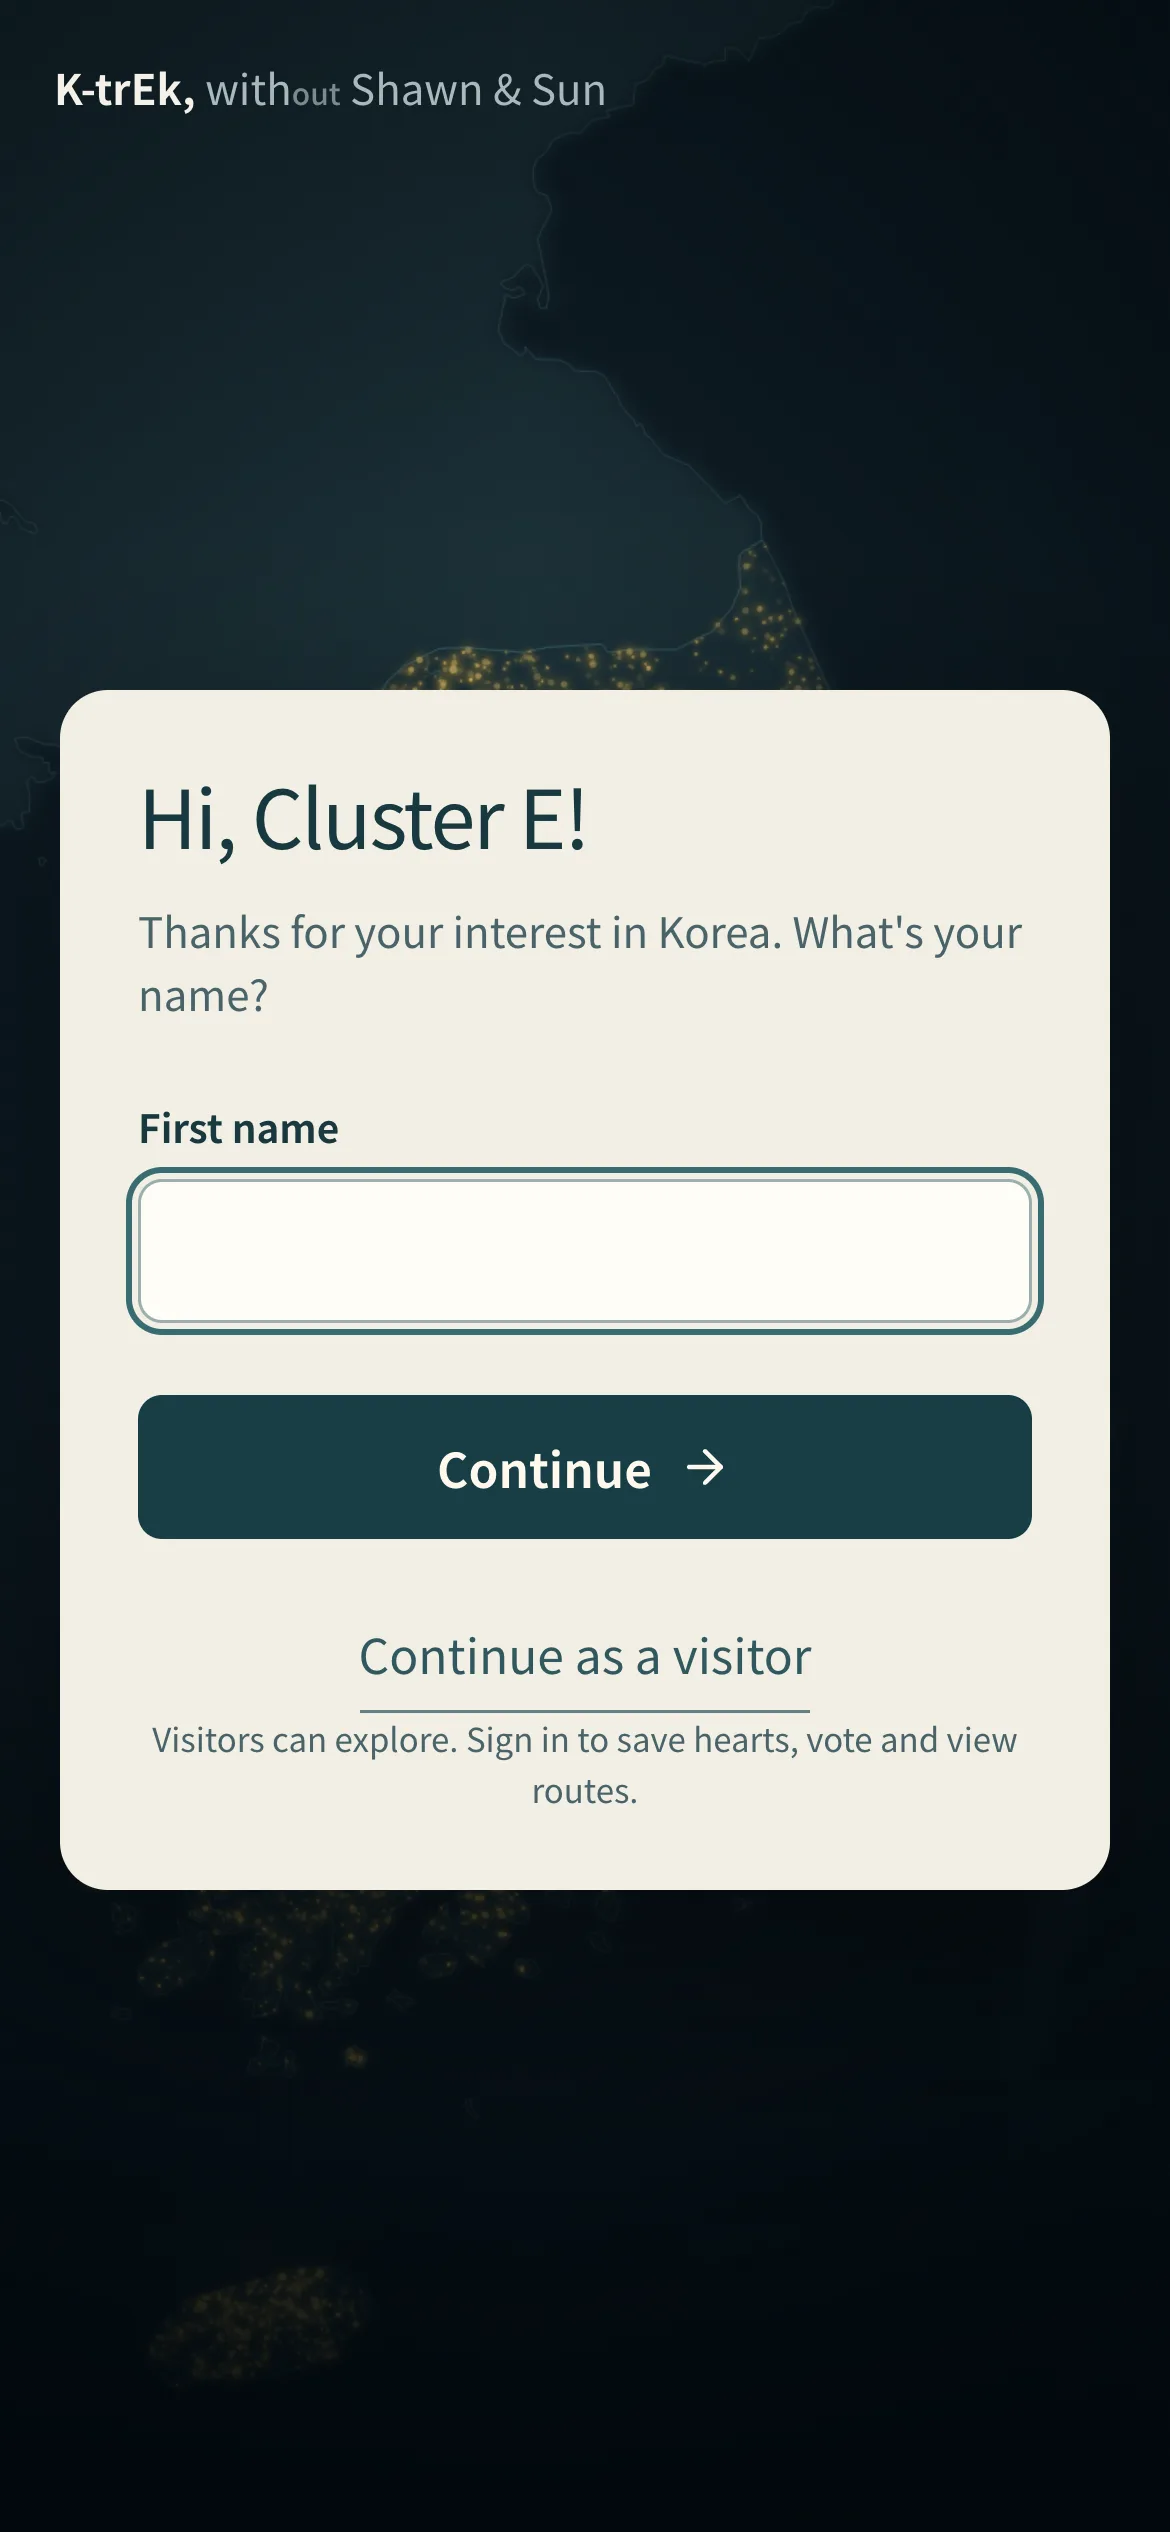 K-trEk, without Shawn & Sun
Hi, Cluster E!
Thanks for your interest in Korea. What's your
name?
First name
Continue →
Continue as a visitor
Visitors can explore. Sign in to save hearts, vote and view
routes.